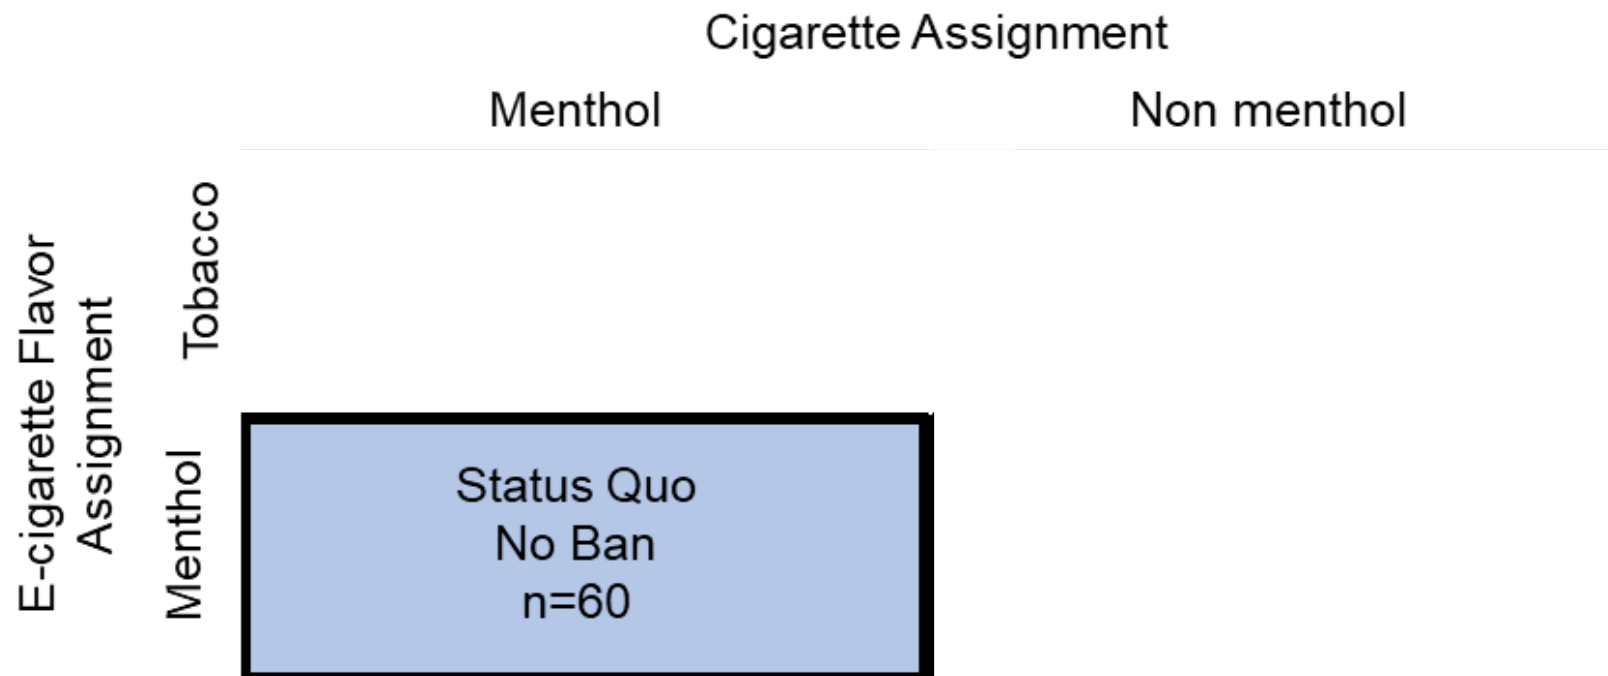 Cigarette Assignment
Menthol
Non menthol
E-cigarette Flavor
Assignment
Tobacco
Menthol
Status Quo
No Ban
n=60